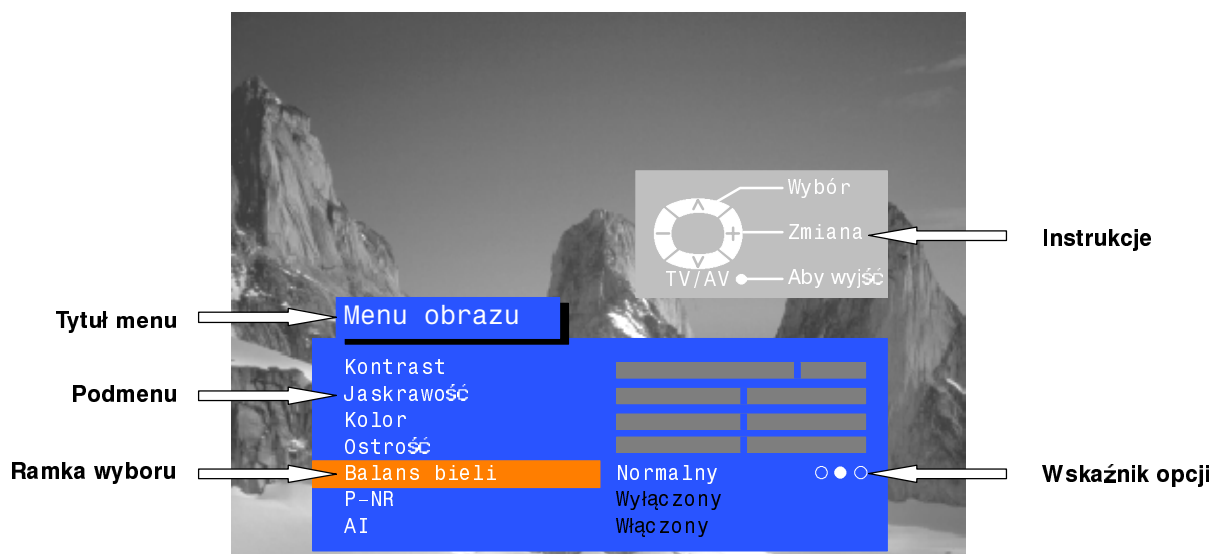 Wybór
Zmiana
Instrukcje
TV/AV
Aby wyjść
Tytuł menu
Menu obrazu
Kontrast
Podmenu
Jaskrawość
Kolor
Ostrość
Ramka wyboru
Balans bieli
Normalny
Wskaźnik opcji
P-NR
Wyłączony
AI
Włączony